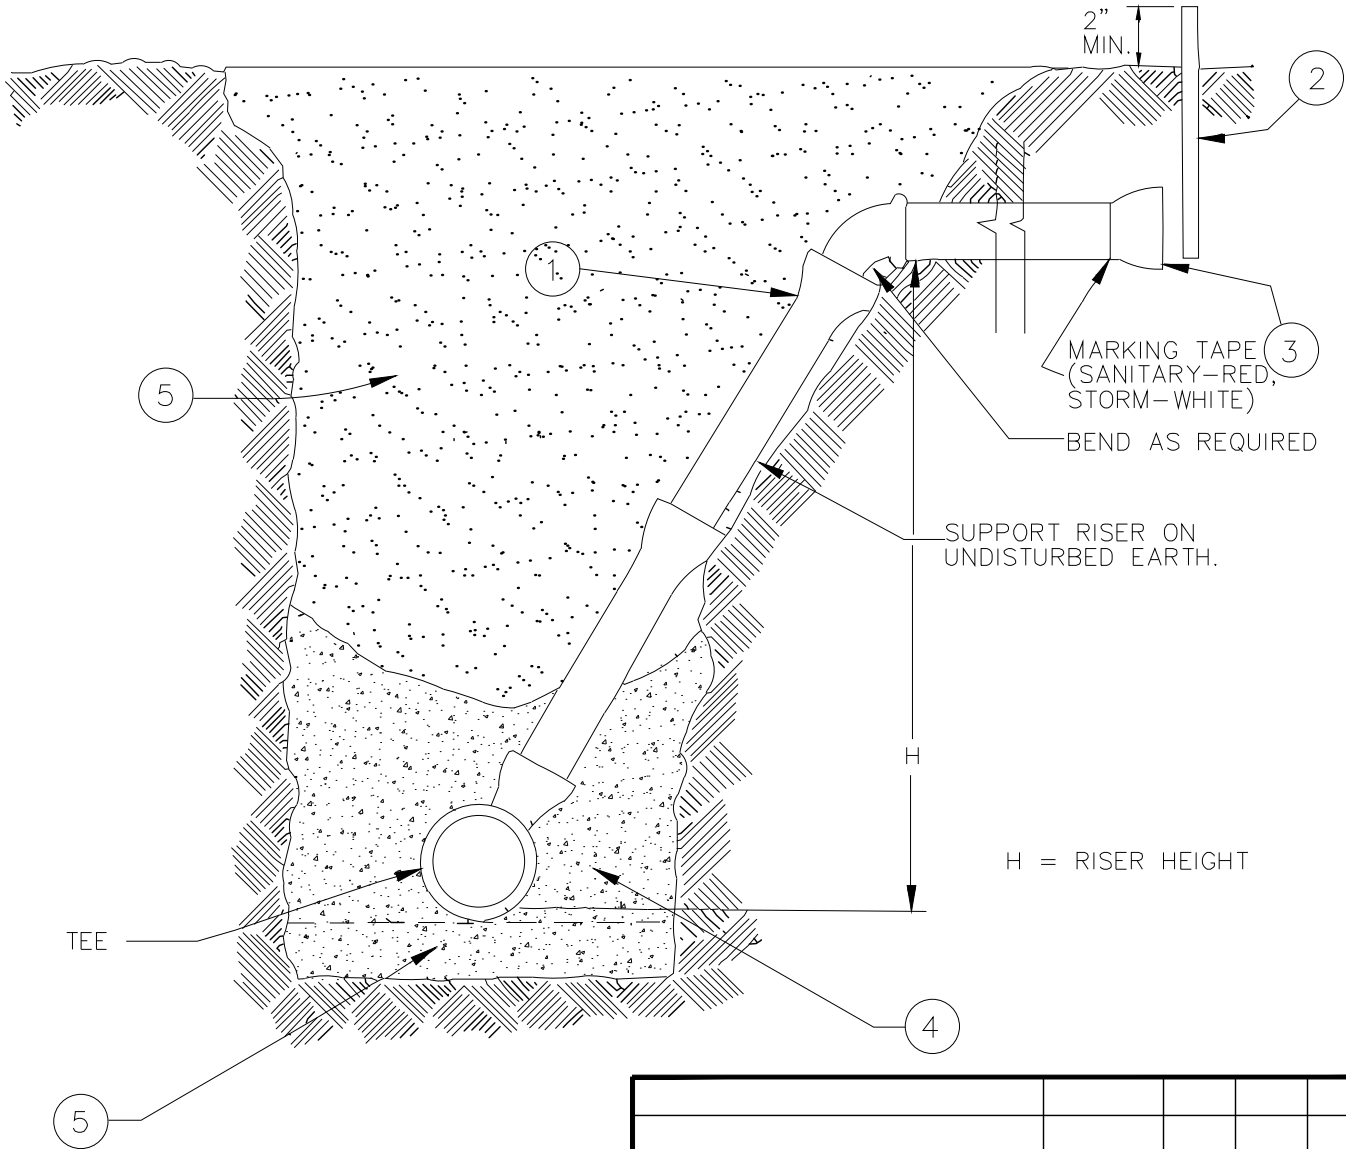 2"
MIN.
2
1
3
MARKING TAPE
(SANITARY-RED,
STORM-WHITE)
5
BEND AS REQUIRED
SUPPORT RISER ON
UNDISTURBED EARTH.
H
H = RISER HEIGHT
TEE
4
5